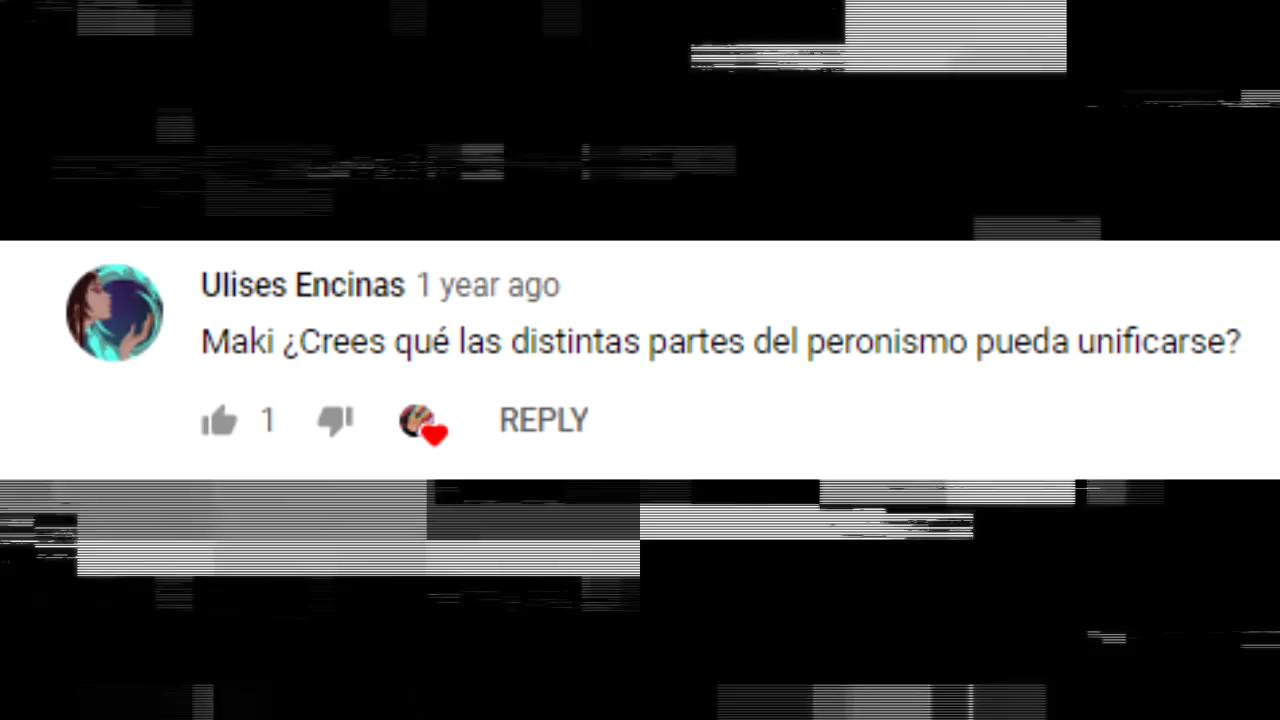 Ulises Encinas 1 year ago
Maki ¿Crees qué las distintas partes del peronismo pueda unificarse?
1 REPLY